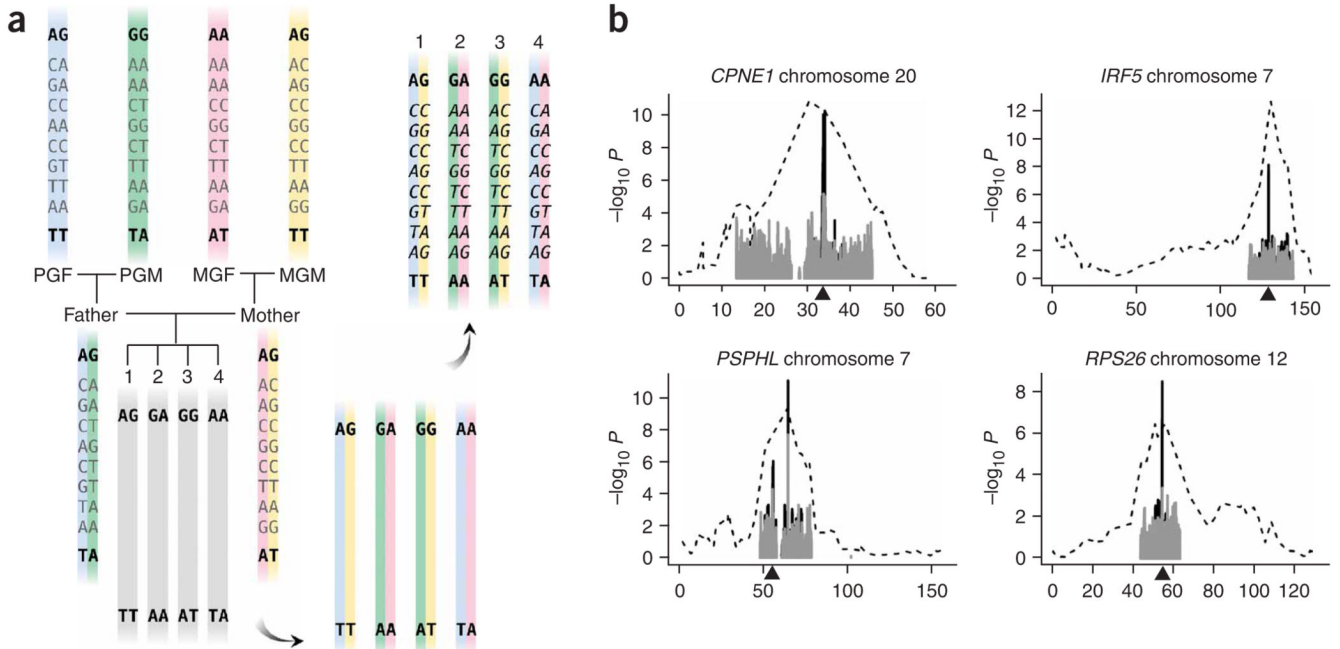 a
AG GG AA AG
CA AA AA AC
GA AA AA AG
CC CT CC CC
AA GG GG GG
CC CT CT CC
GT TT TT TT
TT AA AA AA
AA GA GA GG
TT TA AT TT
PGF PGM MGF MGM
Father Mother
AG
CA
GA
CT
AG
CT
GT
TA
AA
TA
1 2 3 4
AG GA GG AA
TT AA AT TA
AG
AC
AG
CC
GG
CC
TT
AA
GG
AT
AG GA GG AA
TT AA AT TA
1 2 3 4
AG GA GG AA
CC AA AC CA
GG AA AG GA
CC TC TC CC
AG GG GG AG
CC TC TC CC
GT TT TT GT
TA AA AA TA
AG AG AG AG
TT AA AT TA
b
CPNE1 chromosome 20
–log10 P
10
8
6
4
2
0
0 10 20 30 40 50 60
IRF5 chromosome 7
12
10
8
6
4
2
0
0 50 100 150
PSPHL chromosome 7
–log10 P
10
8
6
4
2
0
0 50 100 150
RPS26 chromosome 12
–log10 P
8
6
4
2
0
0 20 40 60 80 100 120
–log10 P